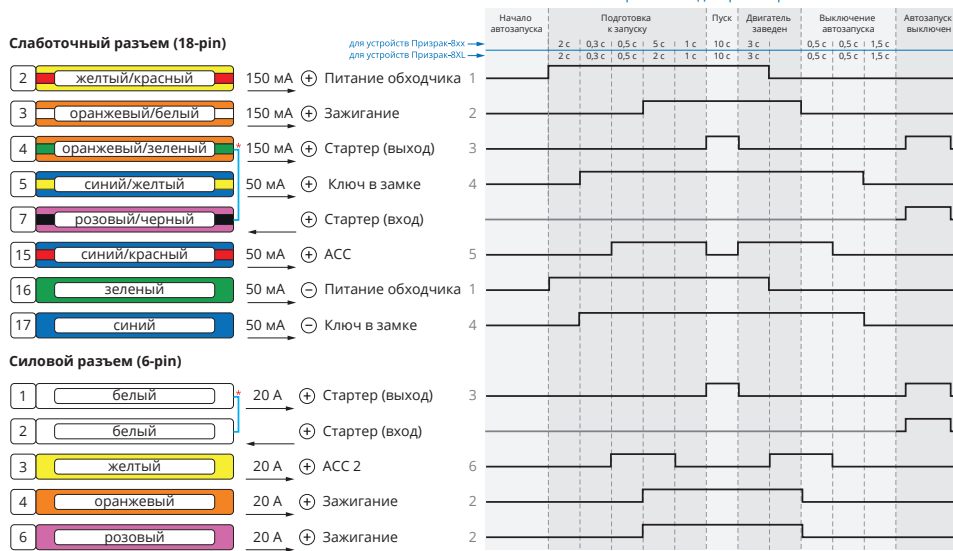 Начало автозапуска
Подготовка к запуску
Пуск
Двигатель заведен
Выключение автозапуска
Автозапуск выключен
Слаботочный разъем (18-pin)
для устройств Призрак-8xx 2 с 0,3 с 0,5 с 5 с 1 с 10 с 3 с 0,5 с 0,5 с 1,5 с
для устройств Призрак-8XL 2 с 0,3 с 0,5 с 2 с 1 с 10 с 3 с 0,5 с 0,5 с 1,5 с
2 желтый/красный 150 мА + Питание обходчика 1
3 оранжевый/белый 150 мА + Зажигание 2
4 оранжевый/зеленый * 150 мА + Стартер (выход) 3
5 синий/желтый 50 мА + Ключ в замке 4
7 розовый/черный + Стартер (вход)
15 синий/красный 50 мА + ACC 5
16 зеленый 50 мА − Питание обходчика 1
17 синий 50 мА − Ключ в замке 4
Силовой разъем (6-pin)
1 белый * 20 А + Стартер (выход) 3
2 белый + Стартер (вход)
3 желтый 20 А + ACC 2 6
4 оранжевый 20 А + Зажигание 2
6 розовый 20 А + Зажигание 2